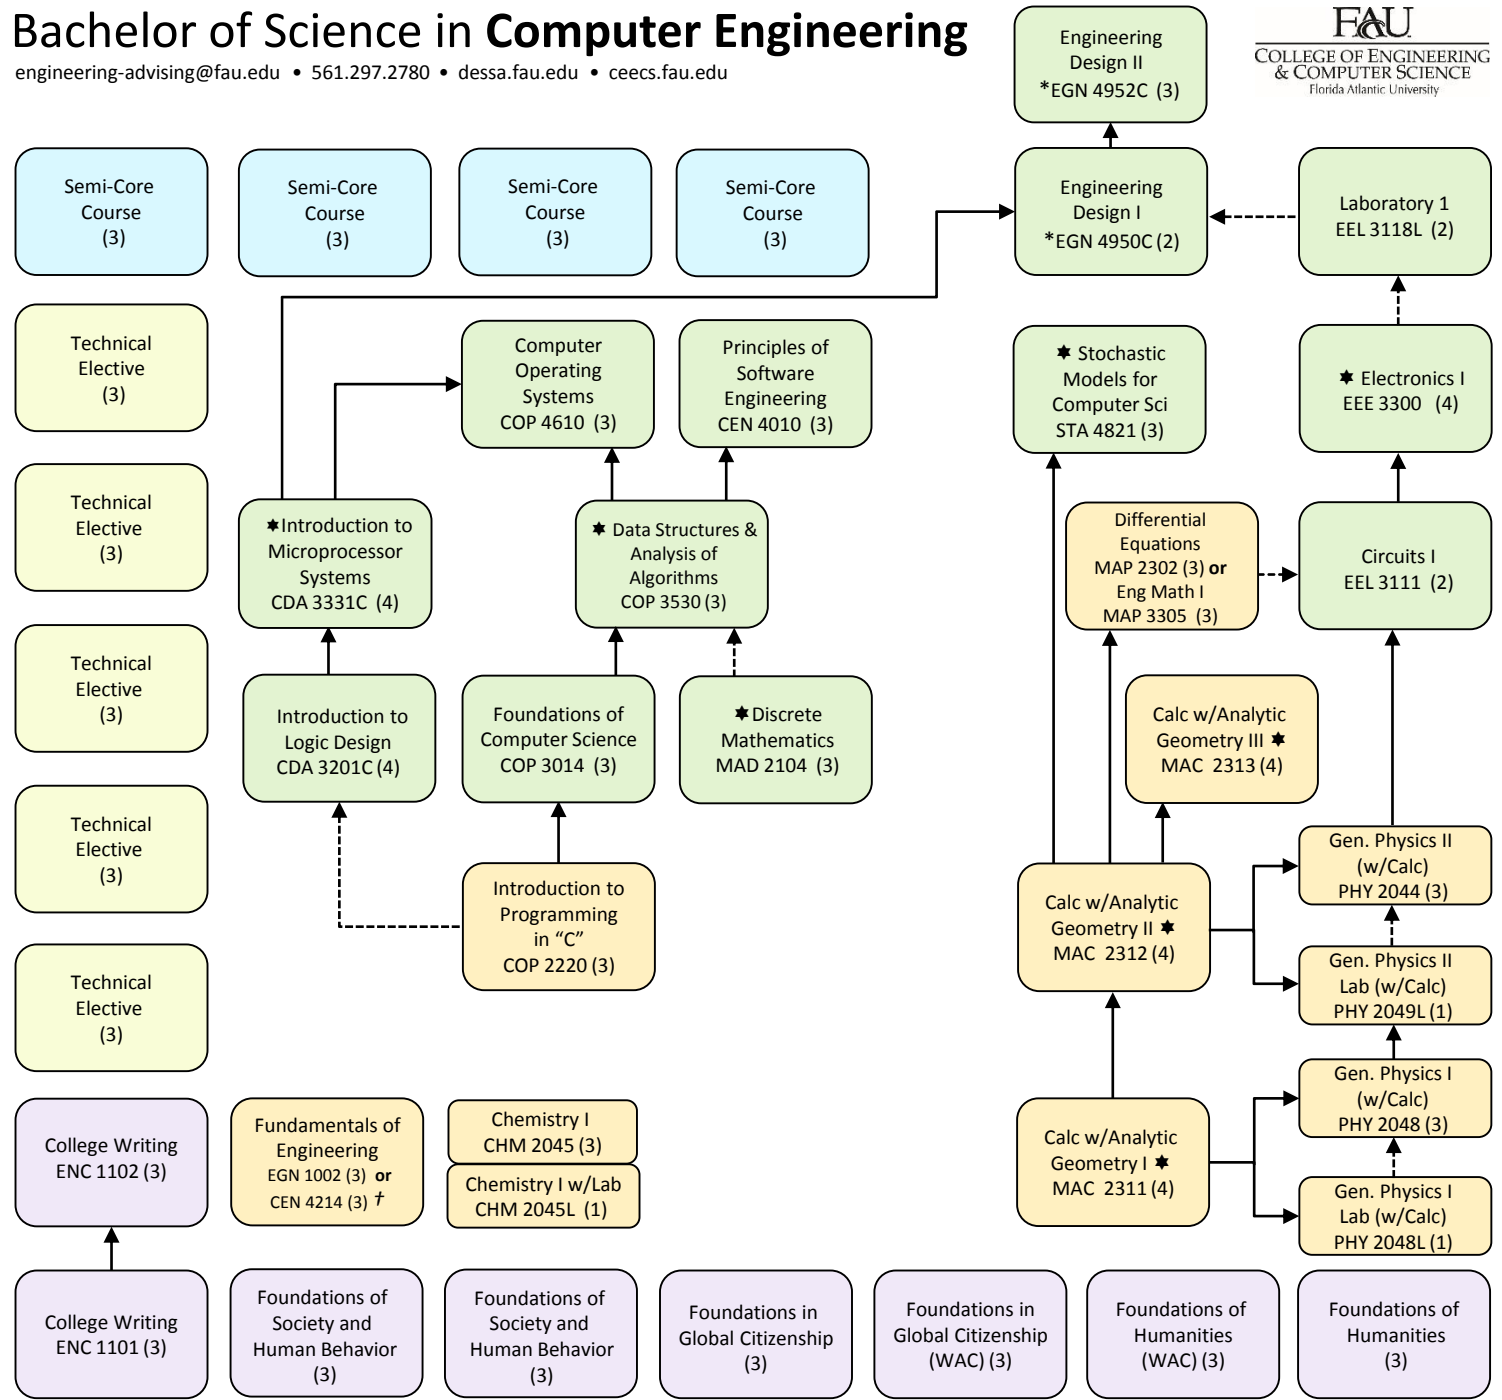 Bachelor of Science in Computer Engineering
engineering-advising@fau.edu • 561.297.2780 • dessa.fau.edu • ceecs.fau.edu
FAU
COLLEGE OF ENGINEERING
& COMPUTER SCIENCE
Florida Atlantic University
Engineering
Design II
*EGN 4952C (3)
Semi-Core
Course
(3)
Semi-Core
Course
(3)
Semi-Core
Course
(3)
Semi-Core
Course
(3)
Engineering
Design I
*EGN 4950C (2)
Laboratory 1
EEL 3118L (2)
Technical
Elective
(3)
Computer
Operating
Systems
COP 4610 (3)
Principles of
Software
Engineering
CEN 4010 (3)
✶ Stochastic
Models for
Computer Sci
STA 4821 (3)
✶ Electronics I
EEE 3300 (4)
Technical
Elective
(3)
✶Introduction to
Microprocessor
Systems
CDA 3331C (4)
✶ Data Structures &
Analysis of
Algorithms
COP 3530 (3)
Differential
Equations
MAP 2302 (3) or
Eng Math I
MAP 3305 (3)
Circuits I
EEL 3111 (2)
Technical
Elective
(3)
Introduction to
Logic Design
CDA 3201C (4)
Foundations of
Computer Science
COP 3014 (3)
✶Discrete
Mathematics
MAD 2104 (3)
Calc w/Analytic
Geometry III ✶
MAC 2313 (4)
Technical
Elective
(3)
Introduction to
Programming
in “C”
COP 2220 (3)
Calc w/Analytic
Geometry II ✶
MAC 2312 (4)
Gen. Physics II
(w/Calc)
PHY 2044 (3)
Technical
Elective
(3)
Gen. Physics II
Lab (w/Calc)
PHY 2049L (1)
College Writing
ENC 1102 (3)
Fundamentals of
Engineering
EGN 1002 (3) or
CEN 4214 (3) †
Chemistry I
CHM 2045 (3)
Chemistry I w/Lab
CHM 2045L (1)
Calc w/Analytic
Geometry I ✶
MAC 2311 (4)
Gen. Physics I
(w/Calc)
PHY 2048 (3)
Gen. Physics I
Lab (w/Calc)
PHY 2048L (1)
College Writing
ENC 1101 (3)
Foundations of
Society and
Human Behavior
(3)
Foundations of
Society and
Human Behavior
(3)
Foundations in
Global Citizenship
(3)
Foundations in
Global Citizenship
(WAC) (3)
Foundations of
Humanities
(WAC) (3)
Foundations of
Humanities
(3)